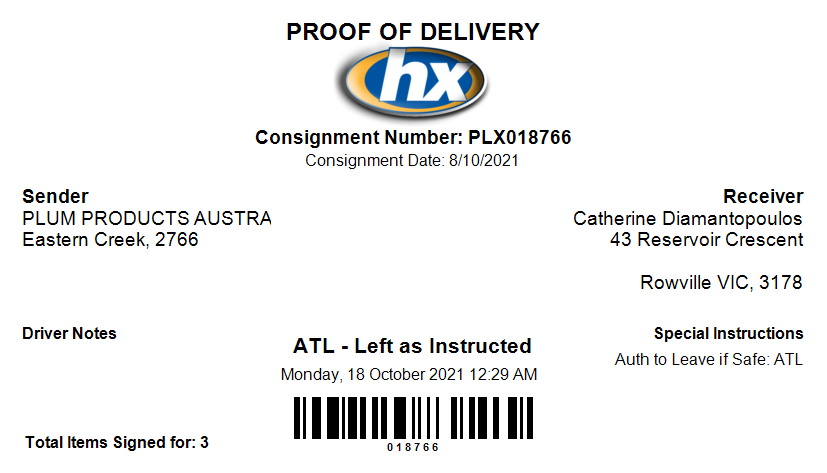 PROOF OF DELIVERY
hx
Consignment Number: PLX018766
Consignment Date: 8/10/2021
Sender
PLUM PRODUCTS AUSTRA
Eastern Creek, 2766
Receiver
Catherine Diamantopoulos
43 Reservoir Crescent
Rowville VIC, 3178
Driver Notes
ATL - Left as Instructed
Monday, 18 October 2021 12:29 AM
Special Instructions
Auth to Leave if Safe: ATL
018766
Total Items Signed for: 3